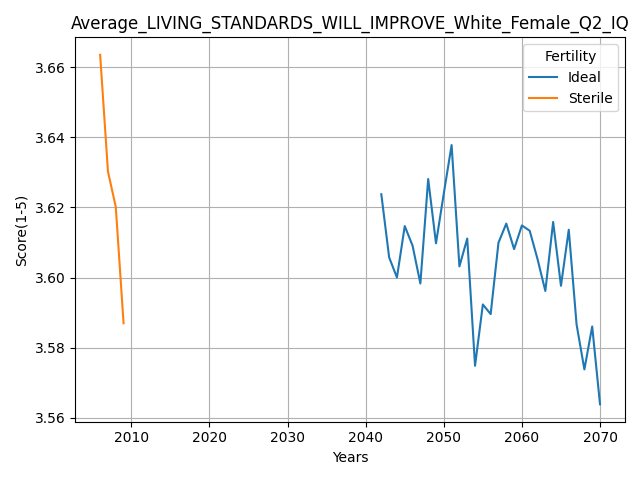 Average_LIVING_STANDARDS_WILL_IMPROVE_White_Female_Q2_IQ
Fertility
Ideal
Sterile
Score(1-5)
3.66
3.64
3.62
3.60
3.58
3.56
2010 2020 2030 2040 2050 2060 2070
Years